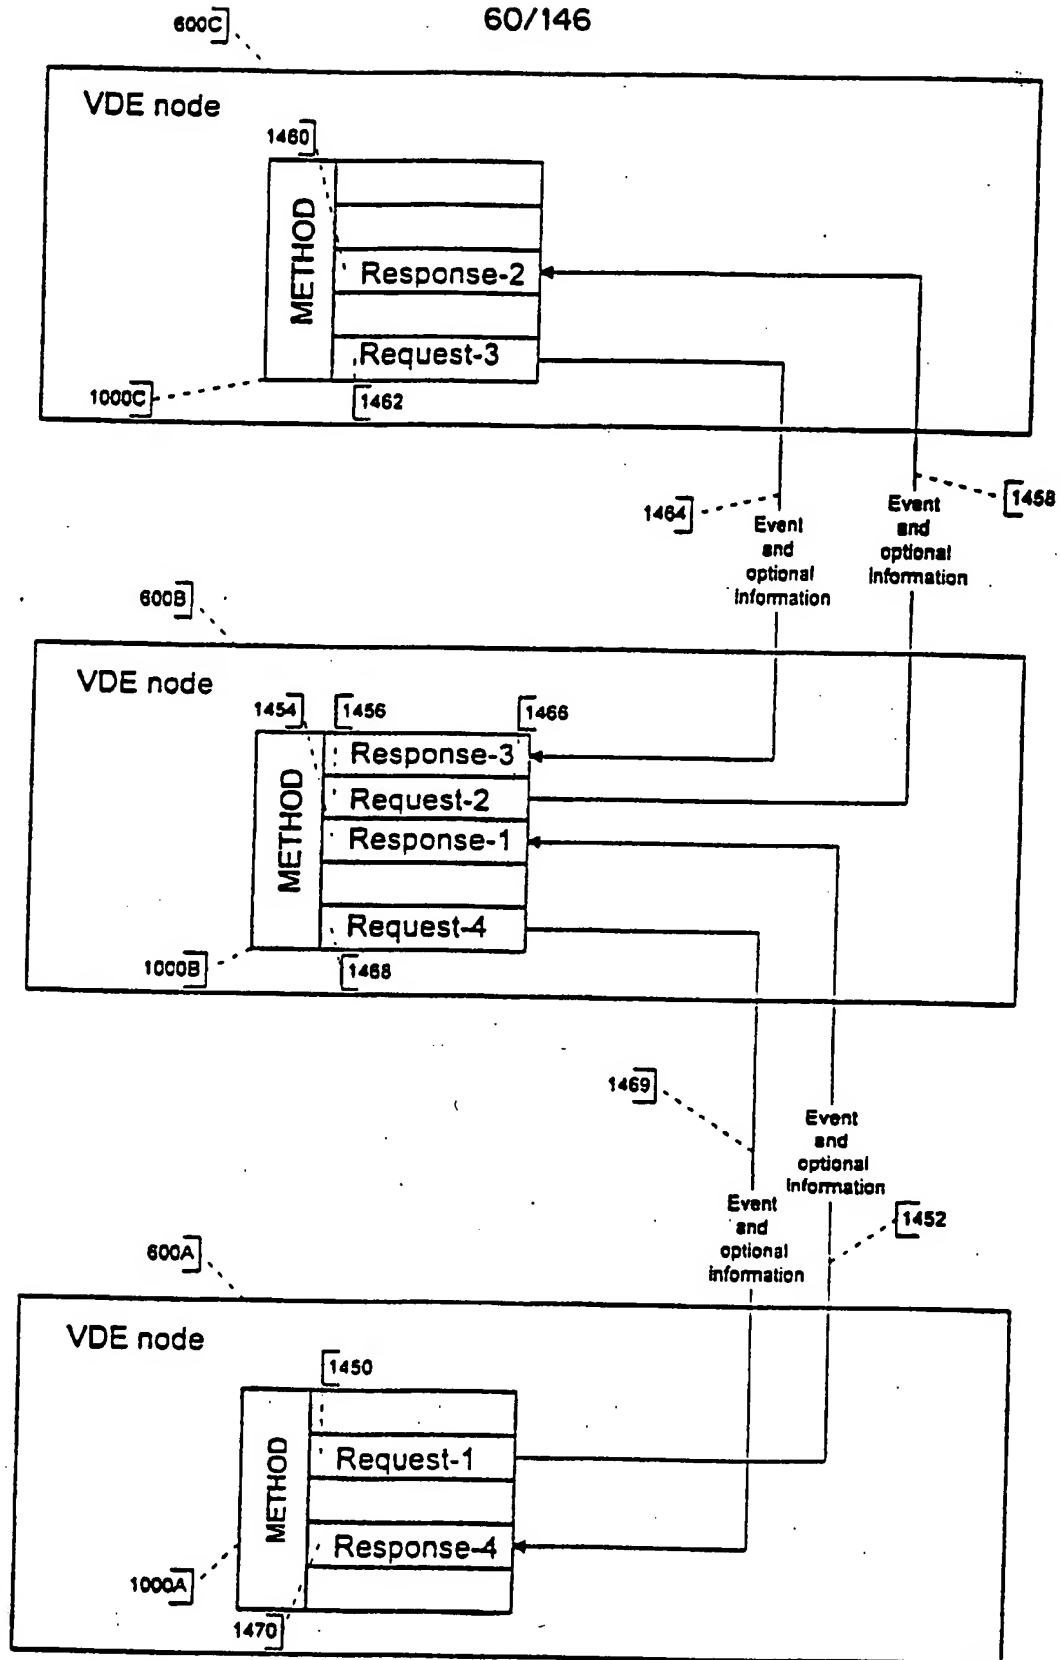 60/146
600C
VDE node
1460
METHOD
Response-2
Request-3
1000C
1462
1464
1458
Event
and
optional
information
Event
and
optional
information
600B
VDE node
1454
1456
1466
METHOD
Response-3
Request-2
Response-1
Request-4
1000B
1468
1469
Event
and
optional
information
Event
and
optional
information
1452
600A
VDE node
1450
METHOD
Request-1
Response-4
1000A
1470